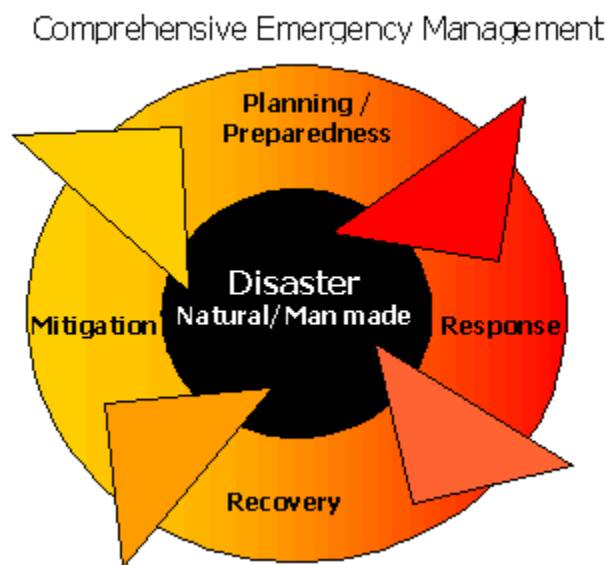 Comprehensive Emergency Management
Planning /
Preparedness
Disaster
Natural/Man made
Mitigation
Response
Recovery